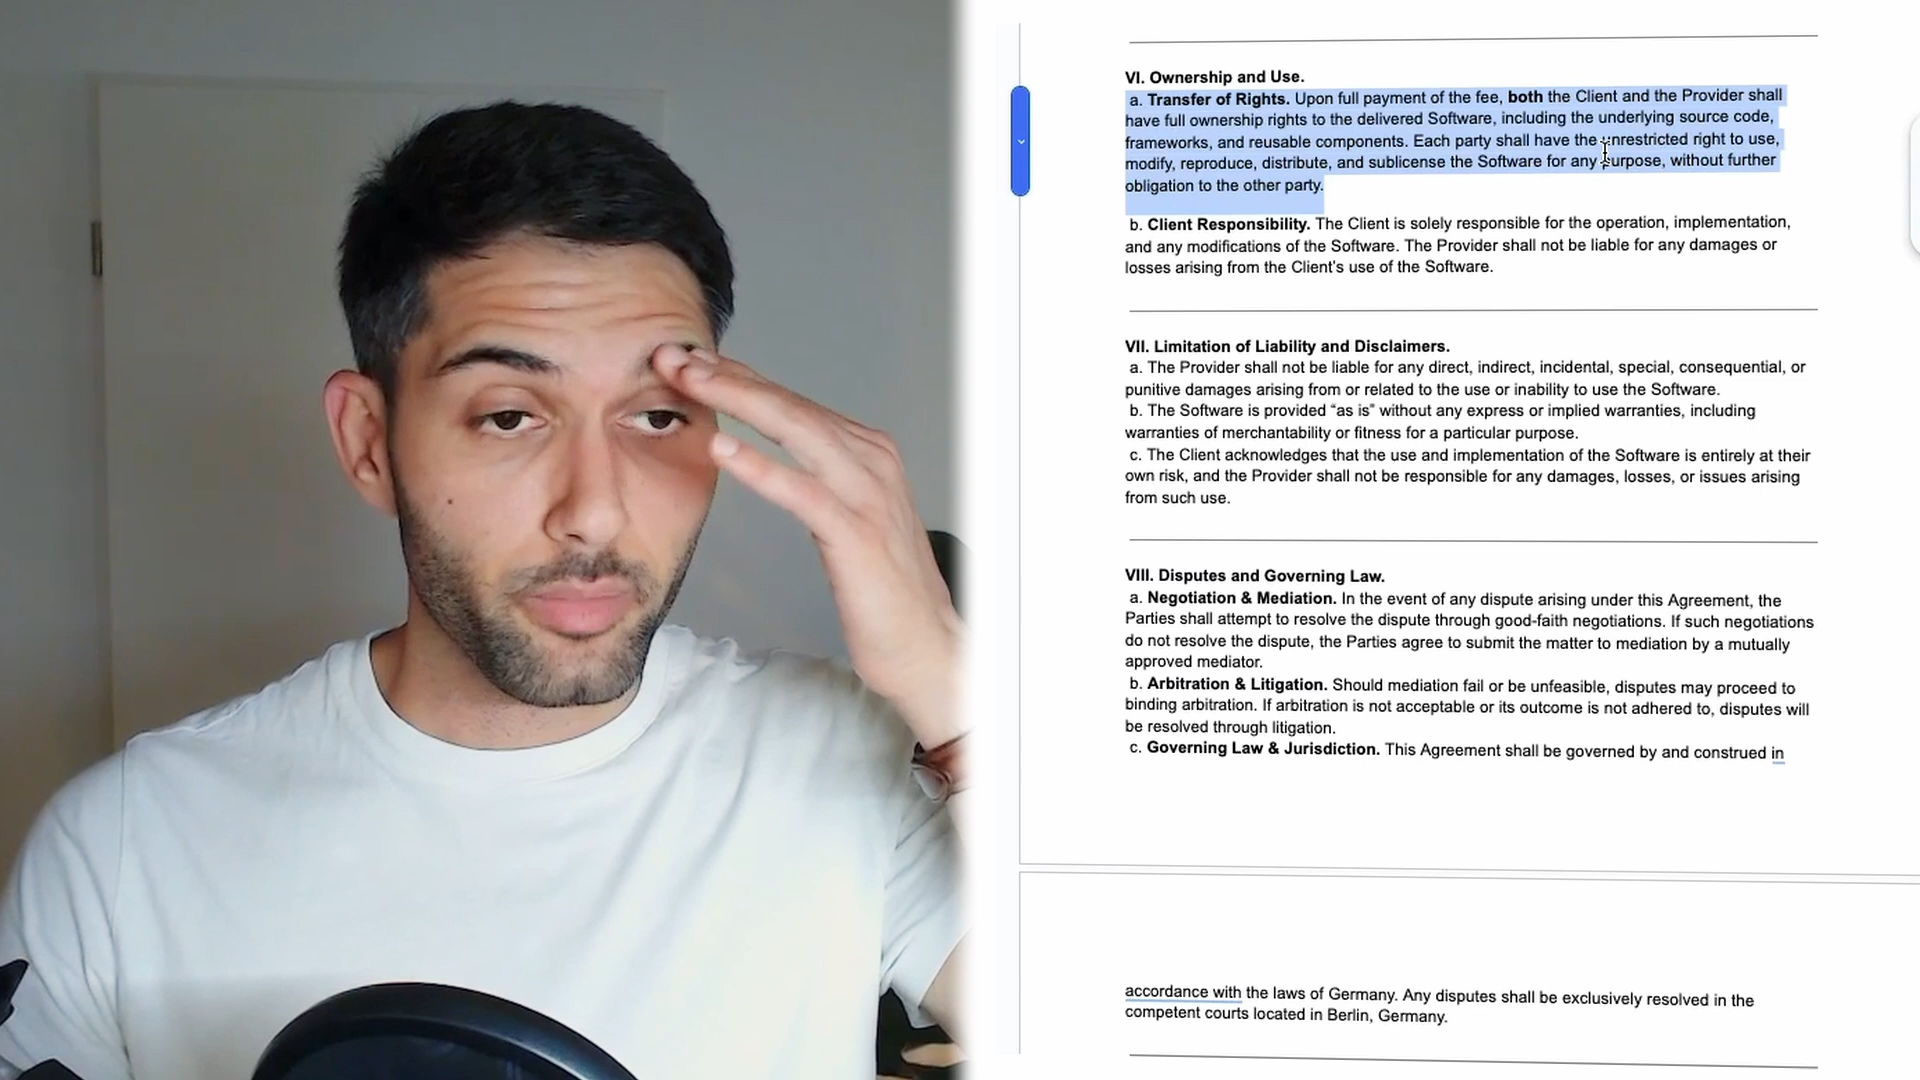 VI. Ownership and Use.
a. Transfer of Rights. Upon full payment of the fee, both the Client and the Provider shall
have full ownership rights to the delivered Software, including the underlying source code,
frameworks, and reusable components. Each party shall have the unrestricted right to use,
modify, reproduce, distribute, and sublicense the Software for any purpose, without further
obligation to the other party.
b. Client Responsibility. The Client is solely responsible for the operation, implementation,
and any modifications of the Software. The Provider shall not be liable for any damages or
losses arising from the Client's use of the Software.
VII. Limitation of Liability and Disclaimers.
a. The Provider shall not be liable for any direct, indirect, incidental, special, consequential, or
punitive damages arising from or related to the use or inability to use the Software.
b. The Software is provided “as is” without any express or implied warranties, including
warranties of merchantability or fitness for a particular purpose.
c. The Client acknowledges that the use and implementation of the Software is entirely at their
own risk, and the Provider shall not be responsible for any damages, losses, or issues arising
from such use.
VIII. Disputes and Governing Law.
a. Negotiation & Mediation. In the event of any dispute arising under this Agreement, the
Parties shall attempt to resolve the dispute through good-faith negotiations. If such negotiations
do not resolve the dispute, the Parties agree to submit the matter to mediation by a mutually
approved mediator.
b. Arbitration & Litigation. Should mediation fail or be unfeasible, disputes may proceed to
binding arbitration. If arbitration is not acceptable or its outcome is not adhered to, disputes will
be resolved through litigation.
c. Governing Law & Jurisdiction. This Agreement shall be governed by and construed in
accordance with the laws of Germany. Any disputes shall be exclusively resolved in the
competent courts located in Berlin, Germany.